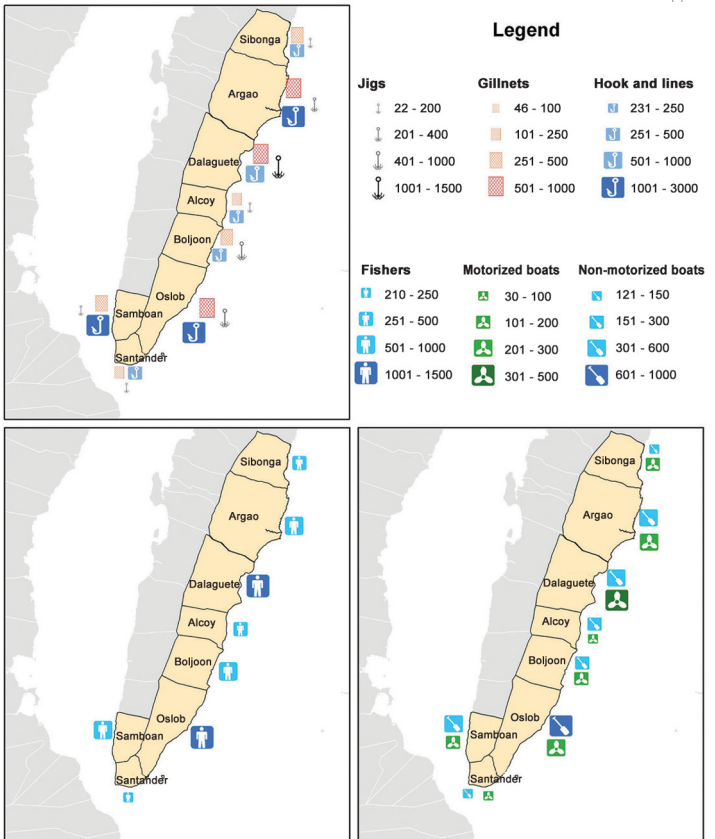 Sibonga
Argao
Dalaguete
Alcoy
Boljoon
Oslob
Samboan
Santander
Legend
Jigs
22 - 200
201 - 400
401 - 1000
1001 - 1500
Gillnets
46 - 100
101 - 250
251 - 500
501 - 1000
Hook and lines
231 - 250
251 - 500
501 - 1000
1001 - 3000
Fishers
210 - 250
251 - 500
501 - 1000
1001 - 1500
Motorized boats
30 - 100
101 - 200
201 - 300
301 - 500
Non-motorized boats
121 - 150
151 - 300
301 - 600
601 - 1000
Sibonga
Argao
Dalaguete
Alcoy
Boljoon
Oslob
Samboan
Santander
Sibonga
Argao
Dalaguete
Alcoy
Boljoon
Oslob
Samboan
Santander